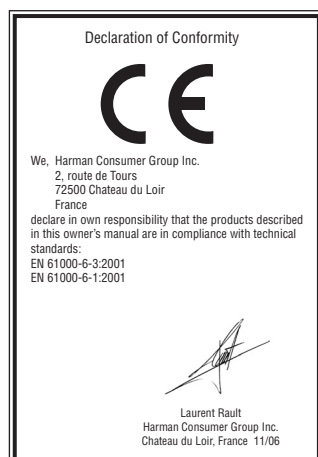 Declaration of Conformity
CE
We, Harman Consumer Group Inc.
2, route de Tours
72500 Chateau du Loir
France
declare in own responsibility that the products described
in this owner's manual are in compliance with technical
standards:
EN 61000-6-3:2001
EN 61000-6-1:2001
Laurent Rault
Harman Consumer Group Inc.
Chateau du Loir, France 11/06